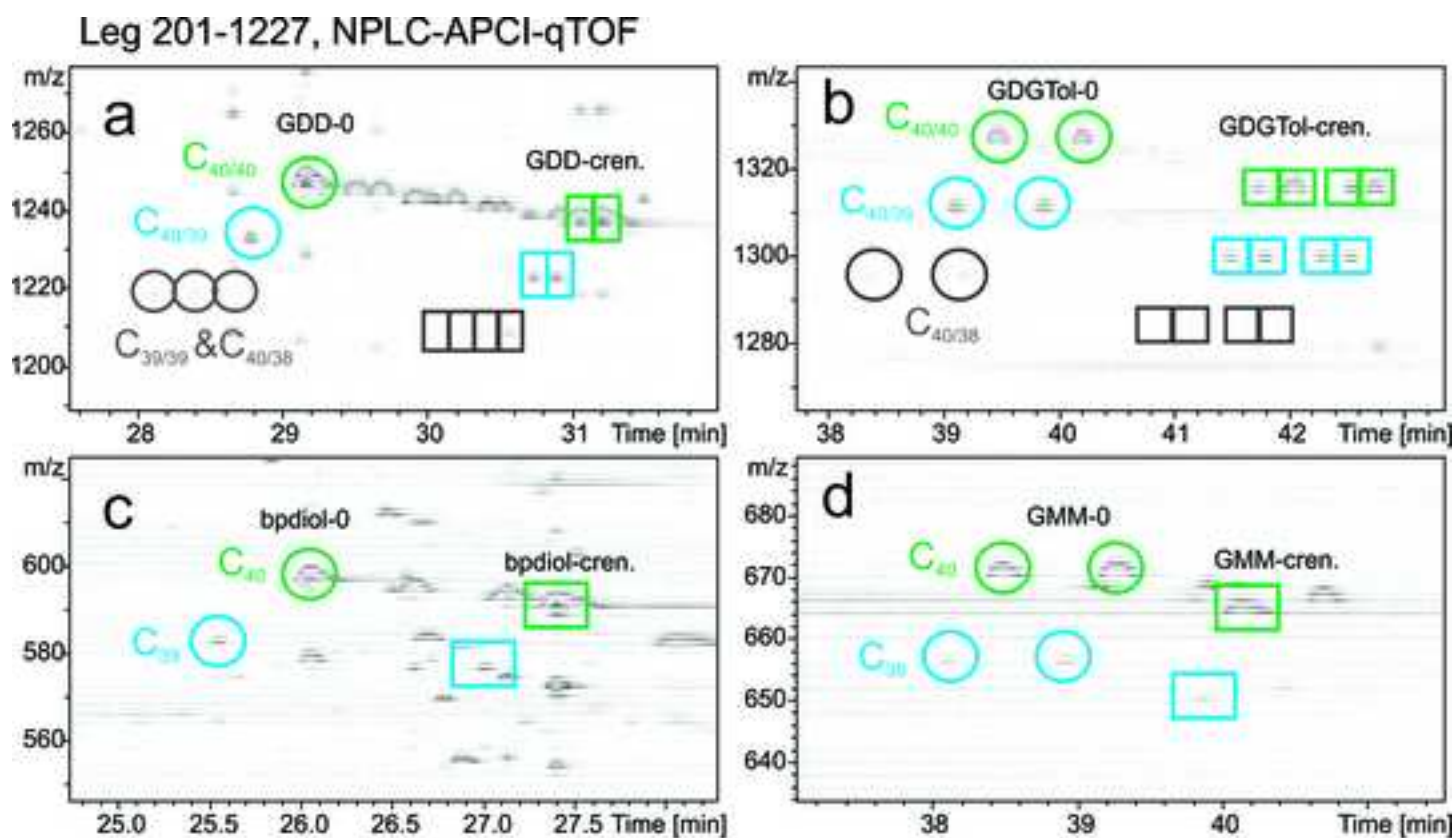 Leg 201-1227, NPLC-APCI-qTOF
m/z
a
GDD-0
C40/40
GDD-cren.
C40/39
C39/39 & C40/38
1260
1240
1220
1200
28
29
30
31
Time [min]
m/z
b
GDGTol-0
C40/40
GDGTol-cren.
C40/39
C40/38
1320
1300
1280
38
39
40
41
42
Time [min]
m/z
c
bpdiol-0
C40
bpdiol-cren.
C39
600
580
560
25.0
25.5
26.0
26.5
27.0
27.5
Time [min]
m/z
d
GMM-0
C40
GMM-cren.
C39
680
670
660
650
640
38
39
40
Time [min]